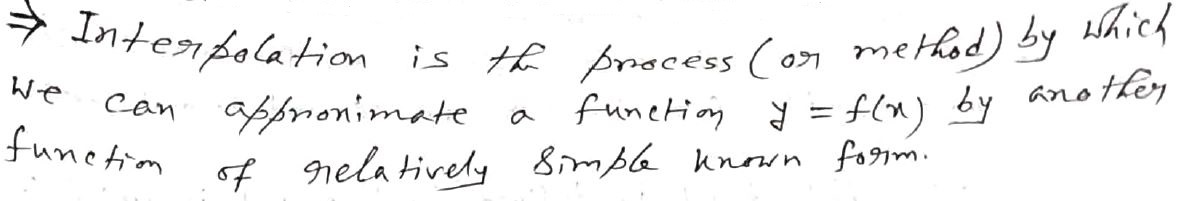 ⇒ Interpolation is the process (or method) by which
we can approximate a function y = f(x) by another
function of relatively simple known form.